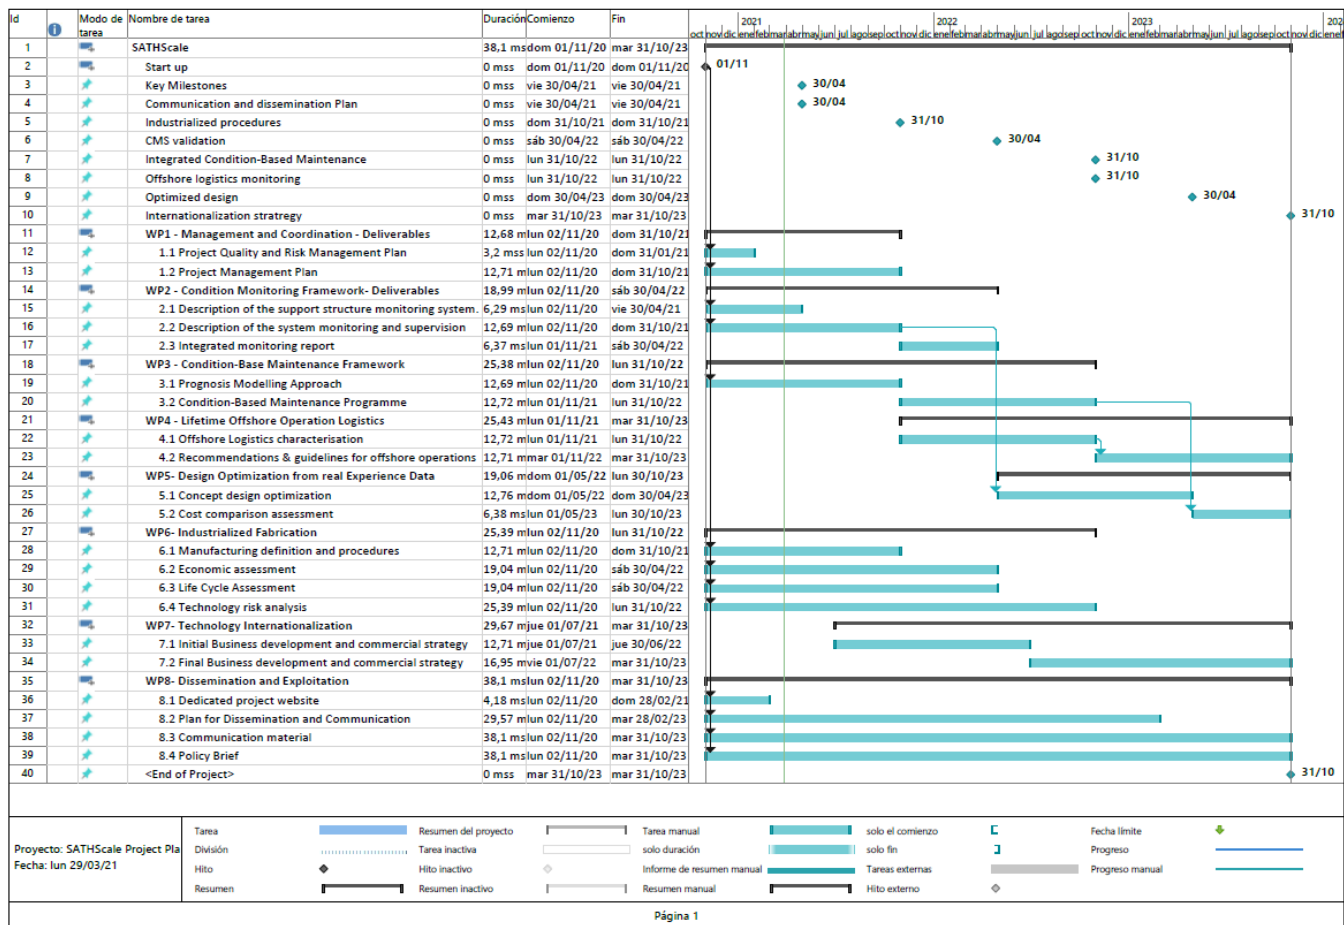 Id Modo de tarea Nombre de tarea Duración Comienzo Fin
2021 2022 2023 202
oct nov dic ene feb mar abr may jun jul ago sep oct nov dic ene feb mar abr may jun jul ago sep oct nov dic ene feb mar abr may jun jul ago sep oct nov dic ene
1 SATHScale 38,1 ms dom 01/11/20 mar 31/10/23
2 Start up 0 mss dom 01/11/20 dom 01/11/20 01/11
3 Key Milestones 0 mss vie 30/04/21 vie 30/04/21 30/04
4 Communication and dissemination Plan 0 mss vie 30/04/21 vie 30/04/21 30/04
5 Industrialized procedures 0 mss dom 31/10/21 dom 31/10/21 31/10
6 CMS validation 0 mss sáb 30/04/22 sáb 30/04/22 30/04
7 Integrated Condition-Based Maintenance 0 mss lun 31/10/22 lun 31/10/22 31/10
8 Offshore logistics monitoring 0 mss lun 31/10/22 lun 31/10/22 31/10
9 Optimized design 0 mss dom 30/04/23 dom 30/04/23 30/04
10 Internationalization stratregy 0 mss mar 31/10/23 mar 31/10/23 31/10
11 WP1 - Management and Coordination - Deliverables 12,68 m lun 02/11/20 dom 31/10/21
12 1.1 Project Quality and Risk Management Plan 3,2 mss lun 02/11/20 dom 31/01/21
13 1.2 Project Management Plan 12,71 m lun 02/11/20 dom 31/10/21
14 WP2 - Condition Monitoring Framework- Deliverables 18,99 m lun 02/11/20 sáb 30/04/22
15 2.1 Description of the support structure monitoring system. 6,29 ms lun 02/11/20 vie 30/04/21
16 2.2 Description of the system monitoring and supervision 12,69 m lun 02/11/20 dom 31/10/21
17 2.3 Integrated monitoring report 6,37 ms lun 01/11/21 sáb 30/04/22
18 WP3 - Condition-Base Maintenance Framework 25,38 m lun 02/11/20 lun 31/10/22
19 3.1 Prognosis Modelling Approach 12,69 m lun 02/11/20 dom 31/10/21
20 3.2 Condition-Based Maintenance Programme 12,72 m lun 01/11/21 lun 31/10/22
21 WP4 - Lifetime Offshore Operation Logistics 25,43 m lun 01/11/21 mar 31/10/23
22 4.1 Offshore Logistics characterisation 12,72 m lun 01/11/21 lun 31/10/22
23 4.2 Recommendations & guidelines for offshore operations 12,71 m mar 01/11/22 mar 31/10/23
24 WP5- Design Optimization from real Experience Data 19,06 m dom 01/05/22 lun 30/10/23
25 5.1 Concept design optimization 12,76 m dom 01/05/22 dom 30/04/23
26 5.2 Cost comparison assessment 6,38 ms lun 01/05/23 lun 30/10/23
27 WP6- Industrialized Fabrication 25,39 m lun 02/11/20 lun 31/10/22
28 6.1 Manufacturing definition and procedures 12,71 m lun 02/11/20 dom 31/10/21
29 6.2 Economic assessment 19,04 m lun 02/11/20 sáb 30/04/22
30 6.3 Life Cycle Assessment 19,04 m lun 02/11/20 sáb 30/04/22
31 6.4 Technology risk analysis 25,39 m lun 02/11/20 lun 31/10/22
32 WP7- Technology Internationalization 29,67 m jue 01/07/21 mar 31/10/23
33 7.1 Initial Business development and commercial strategy 12,71 m jue 01/07/21 jue 30/06/22
34 7.2 Final Business development and commercial strategy 16,95 m vie 01/07/22 mar 31/10/23
35 WP8- Dissemination and Exploitation 38,1 ms lun 02/11/20 mar 31/10/23
36 8.1 Dedicated project website 4,18 ms lun 02/11/20 dom 28/02/21
37 8.2 Plan for Dissemination and Communication 29,57 m lun 02/11/20 mar 28/02/23
38 8.3 Communication material 38,1 ms lun 02/11/20 mar 31/10/23
39 8.4 Policy Brief 38,1 ms lun 02/11/20 mar 31/10/23
40 <End of Project> 0 mss mar 31/10/23 mar 31/10/23 31/10
Proyecto: SATHScale Project Pla
Fecha: lun 29/03/21
Tarea Resumen del proyecto Tarea manual solo el comienzo Fecha límite
División Tarea inactiva solo duración solo fin Progreso
Hito Hito inactivo Informe de resumen manual Tareas externas Progreso manual
Resumen Resumen inactivo Resumen manual Hito externo
Página 1